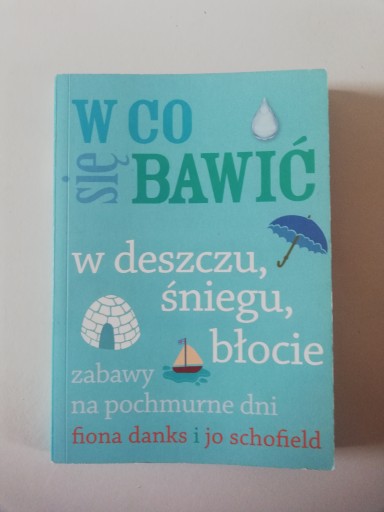 W CO
się BAWIĆ
w deszczu,
śniegu,
błocie
zabawy
na pochmurne dni
fiona danks i jo schofield